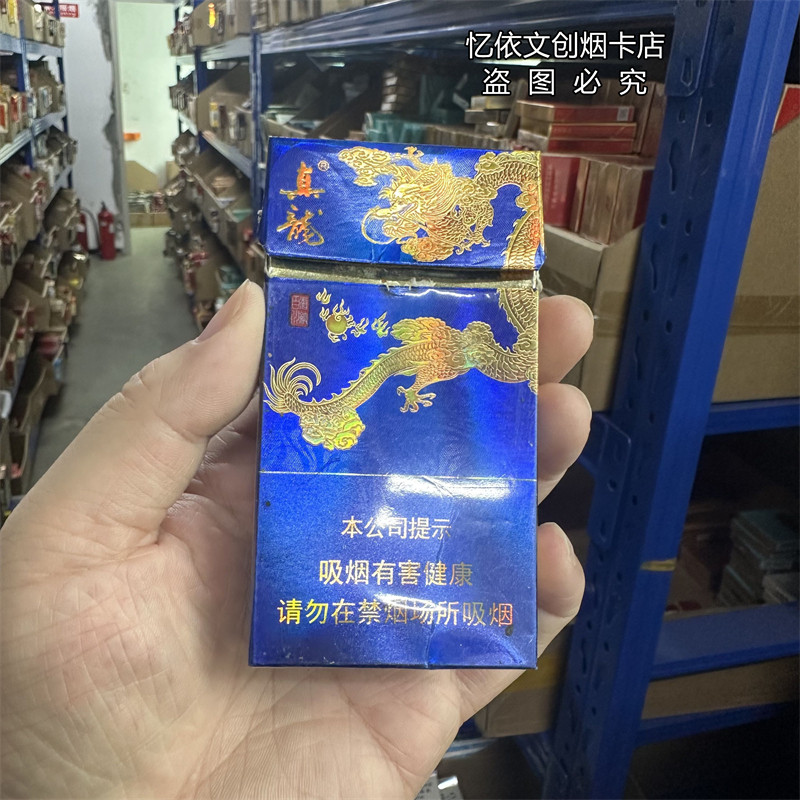 忆依文创烟卡店
盗图必究
真龍®
本公司提示
吸烟有害健康
请勿在禁烟场所吸烟